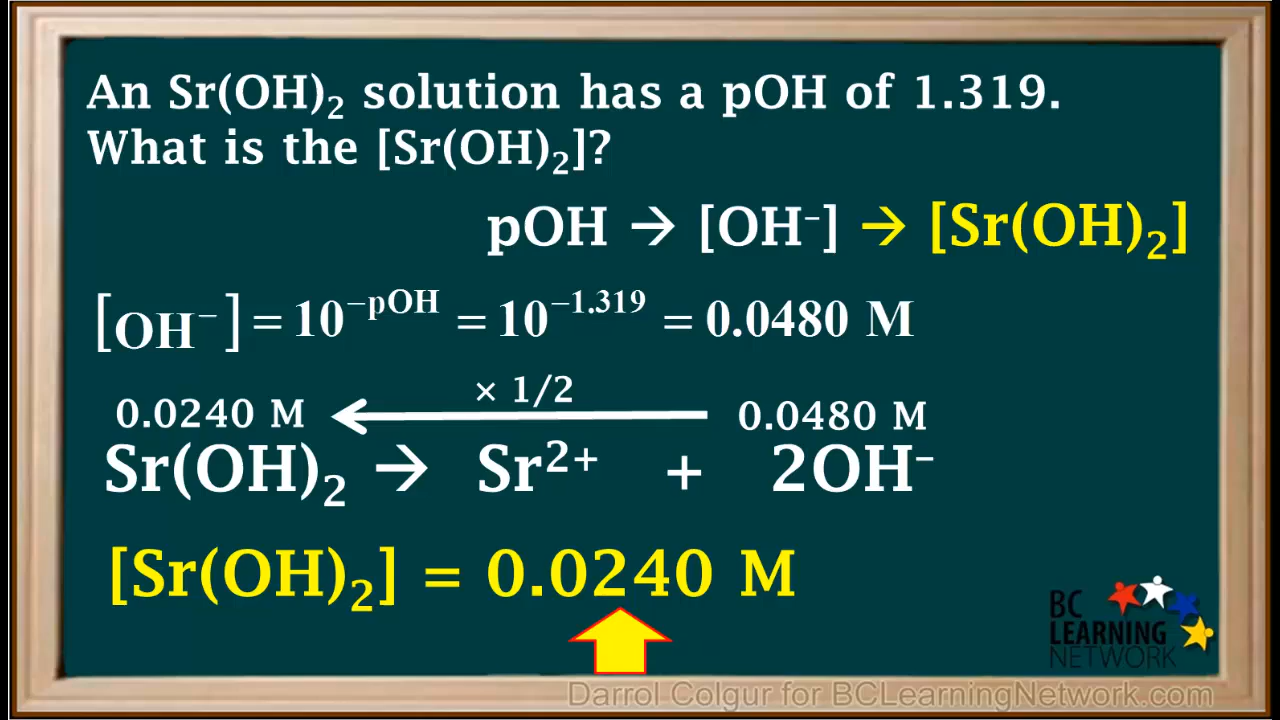 An Sr(OH)₂ solution has a pOH of 1.319.
What is the [Sr(OH)₂]?
pOH → [OH⁻] → [Sr(OH)₂]
[OH⁻] = 10⁻ᵖᴼᴴ = 10⁻¹·³¹⁹ = 0.0480 M
× 1/2
0.0240 M 0.0480 M
Sr(OH)₂ → Sr²⁺ + 2OH⁻
[Sr(OH)₂] = 0.0240 M
BC
LEARNING
NETWORK
Darrol Colgur for BCLearningNetwork.com